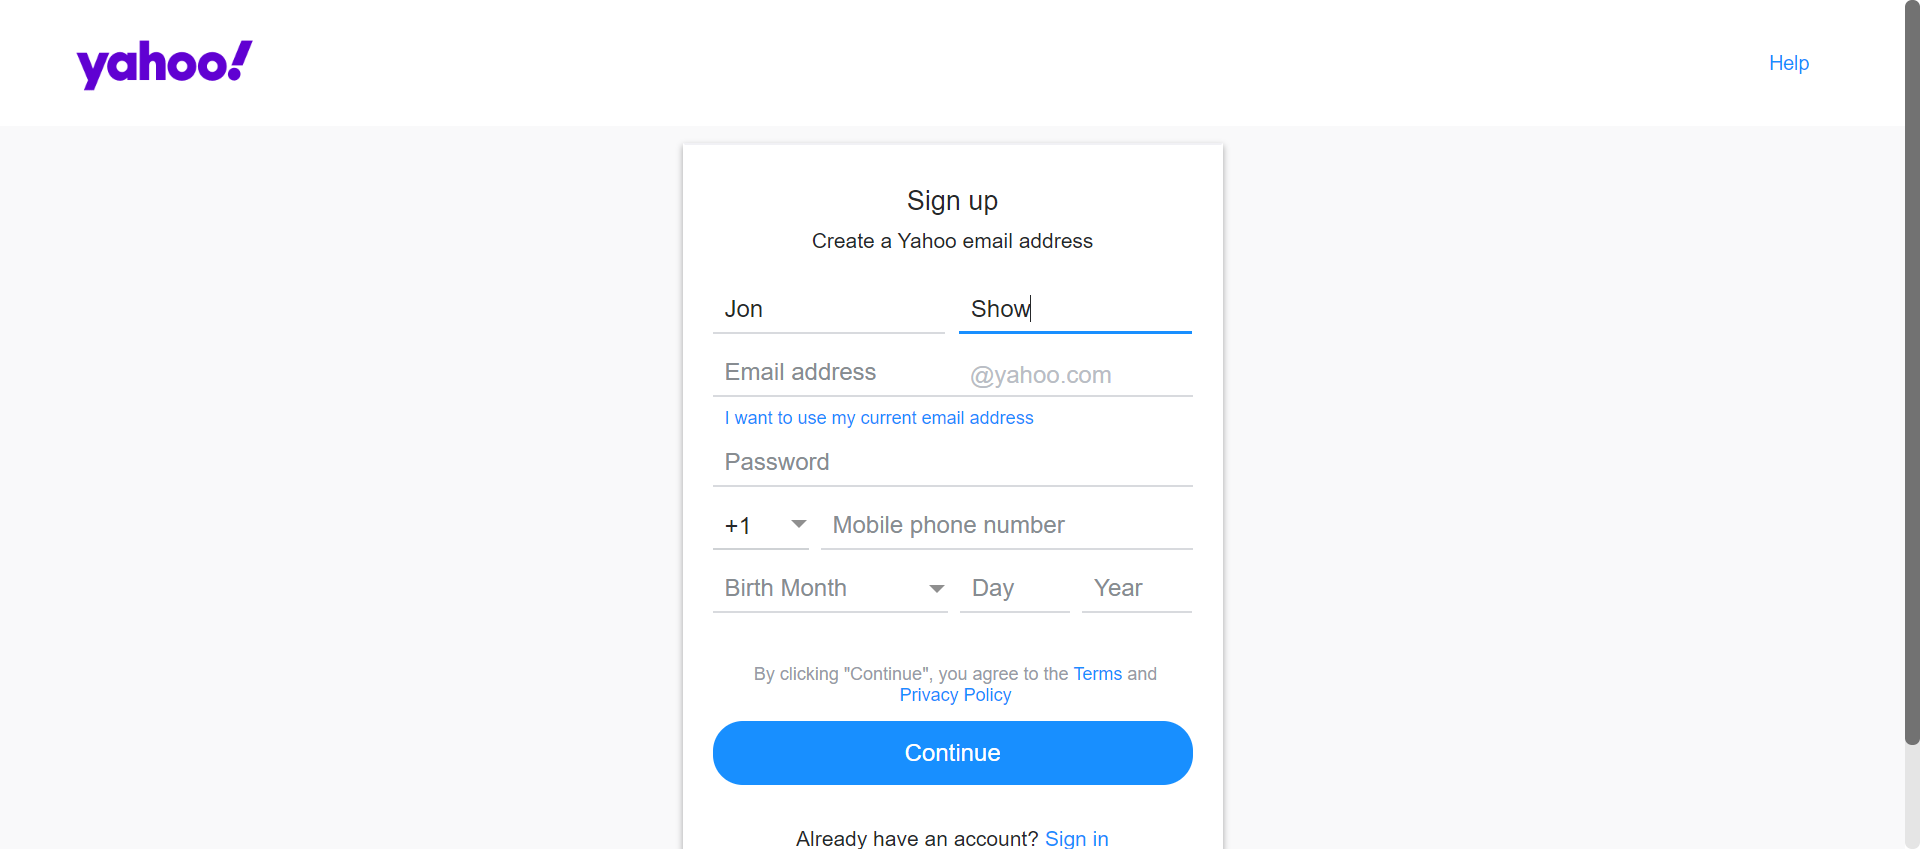 yahoo!
Help
Sign up
Create a Yahoo email address
Jon Show
Email address @yahoo.com
I want to use my current email address
Password
+1 Mobile phone number
Birth Month Day Year
By clicking "Continue", you agree to the Terms and
Privacy Policy
Continue
Already have an account? Sign in